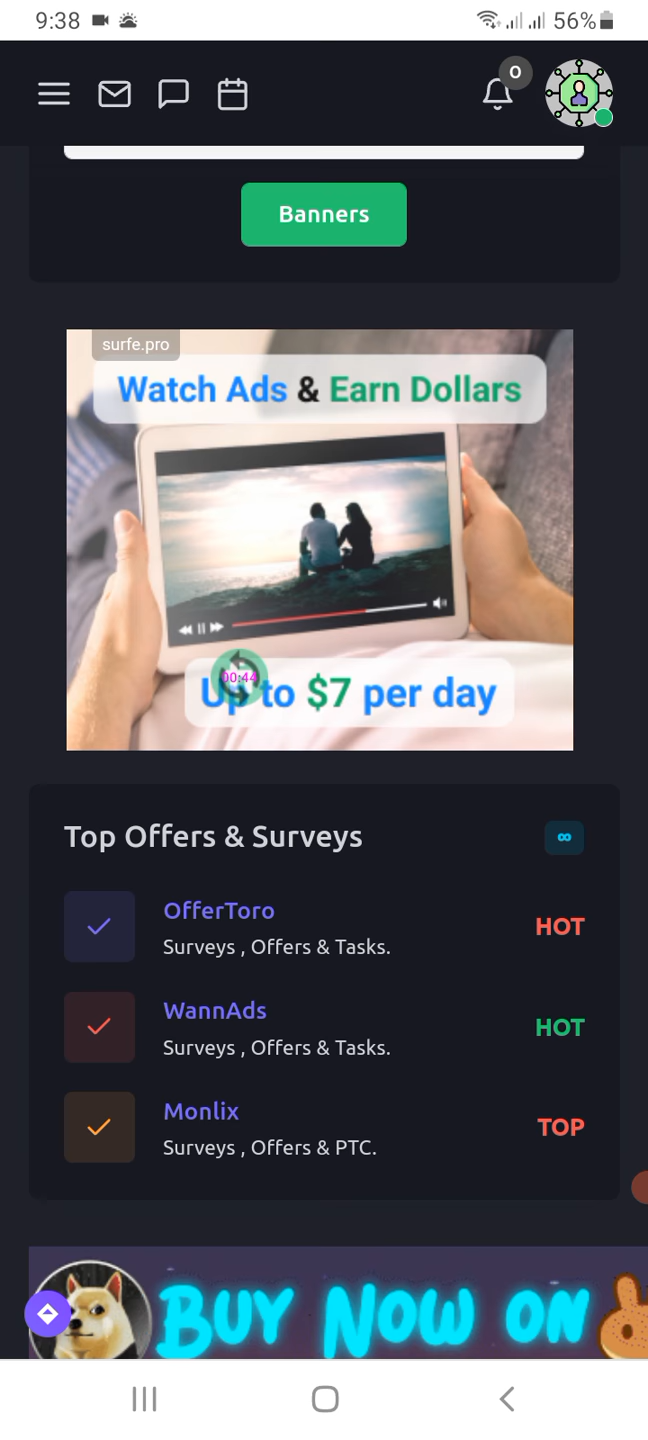 9:38 56%
0
Banners
surfe.pro
Watch Ads & Earn Dollars
00:44
Up to $7 per day
Top Offers & Surveys
∞
OfferToro
HOT
Surveys , Offers & Tasks.
WannAds
HOT
Surveys , Offers & Tasks.
Monlix
TOP
Surveys , Offers & PTC.
BUY NOW ON